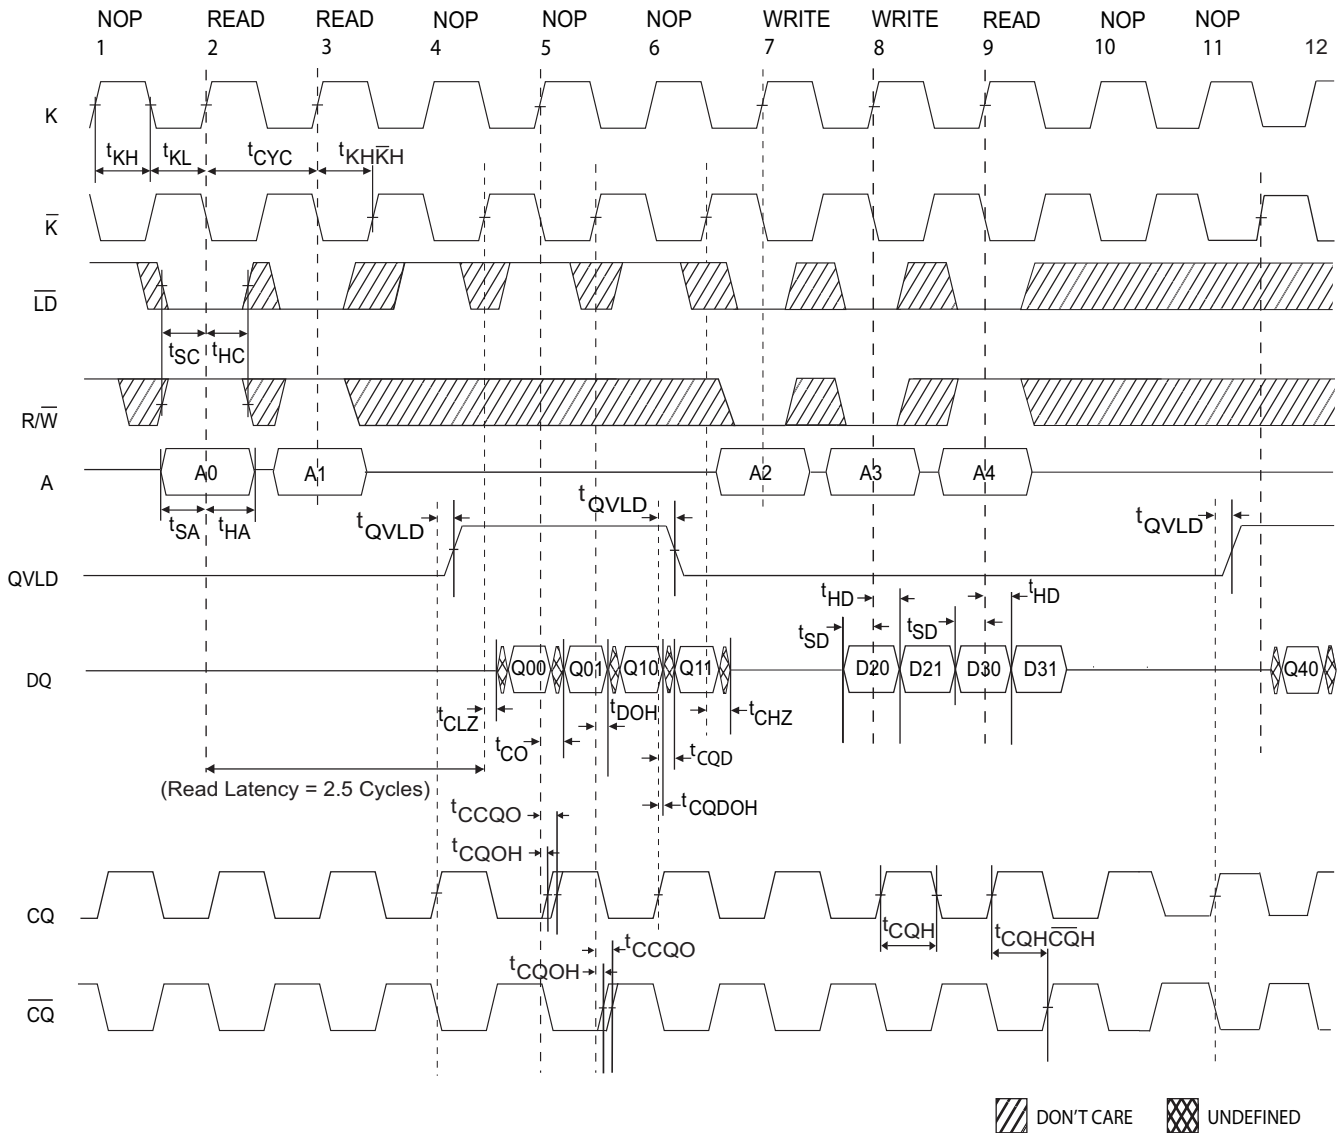 NOP READ READ NOP NOP NOP WRITE WRITE READ NOP NOP
1 2 3 4 5 6 7 8 9 10 11 12
K
tKH tKL tCYC tKHK̅H
K̅
L̅D̅
tSC tHC
R/W̅
A A0 A1 A2 A3 A4
tSA tHA tQVLD tQVLD tQVLD
QVLD
tHD tHD
tSD tSD
DQ Q00 Q01 Q10 Q11 D20 D21 D30 D31 Q40
tCLZ tDOH tCHZ
tCO tCQD
(Read Latency = 2.5 Cycles)
tCQDOH
tCCQO
tCQOH
CQ
tCQH tCQHC̅Q̅H
tCCQO
tCQOH
C̅Q̅
DON'T CARE UNDEFINED